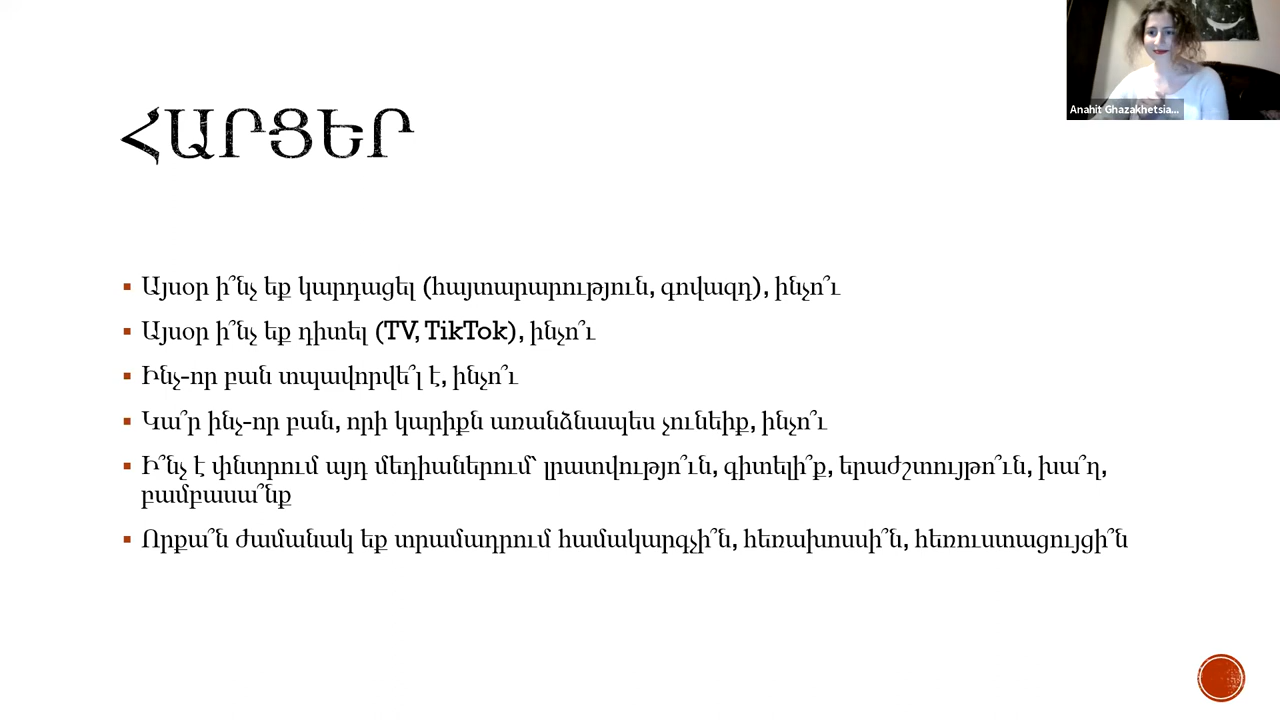 Anahit Ghazakhetsia...
ՀԱՐՑԵՐ
▪ Այսօր ի՞նչ եք կարդացել (հայտարարություն, գովազդ), ինչո՞ւ
▪ Այսօր ի՞նչ եք դիտել (TV, TikTok), ինչո՞ւ
▪ Ինչ-որ բան տպավորվե՞լ է, ինչո՞ւ
▪ Կա՞ր ինչ-որ բան, որի կարիքն առանձնապես չունեիք, ինչո՞ւ
▪ Ի՞նչ է փնտրում այդ մեդիաներում՝ լրատվությո՞ւն, գիտելի՞ք, երաժշտույթո՞ւն, խա՞ղ,
բամբասա՞նք
▪ Որքա՞ն ժամանակ եք տրամադրում համակարգչի՞ն, հեռախոսսի՞ն, հեռուստացույցի՞ն